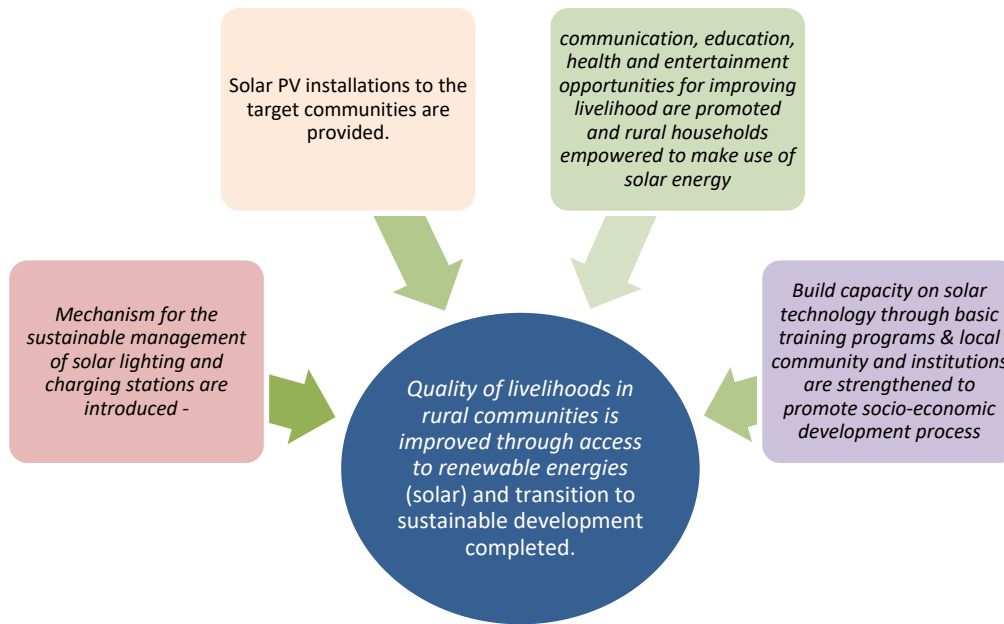 Solar PV installations to the
target communities are
provided.
communication, education,
health and entertainment
opportunities for improving
livelihood are promoted
and rural households
empowered to make use of
solar energy
Mechanism for the
sustainable management
of solar lighting and
charging stations are
introduced -
Build capacity on solar
technology through basic
training programs & local
community and institutions
are strengthened to
promote socio-economic
development process
Quality of livelihoods in
rural communities is
improved through access
to renewable energies
(solar) and transition to
sustainable development
completed.